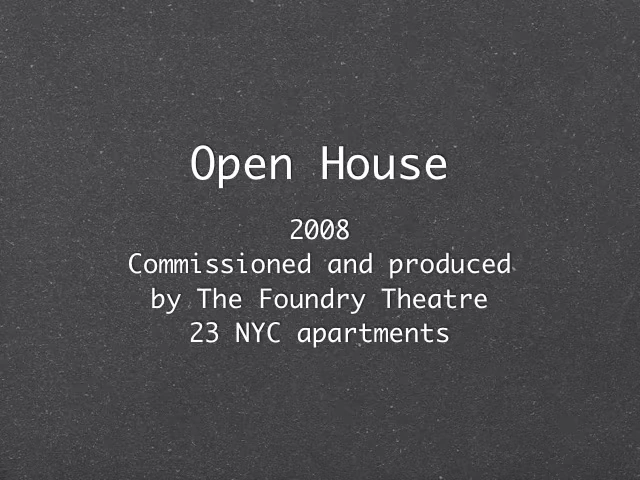 Open House
2008
Commissioned and produced
by The Foundry Theatre
23 NYC apartments